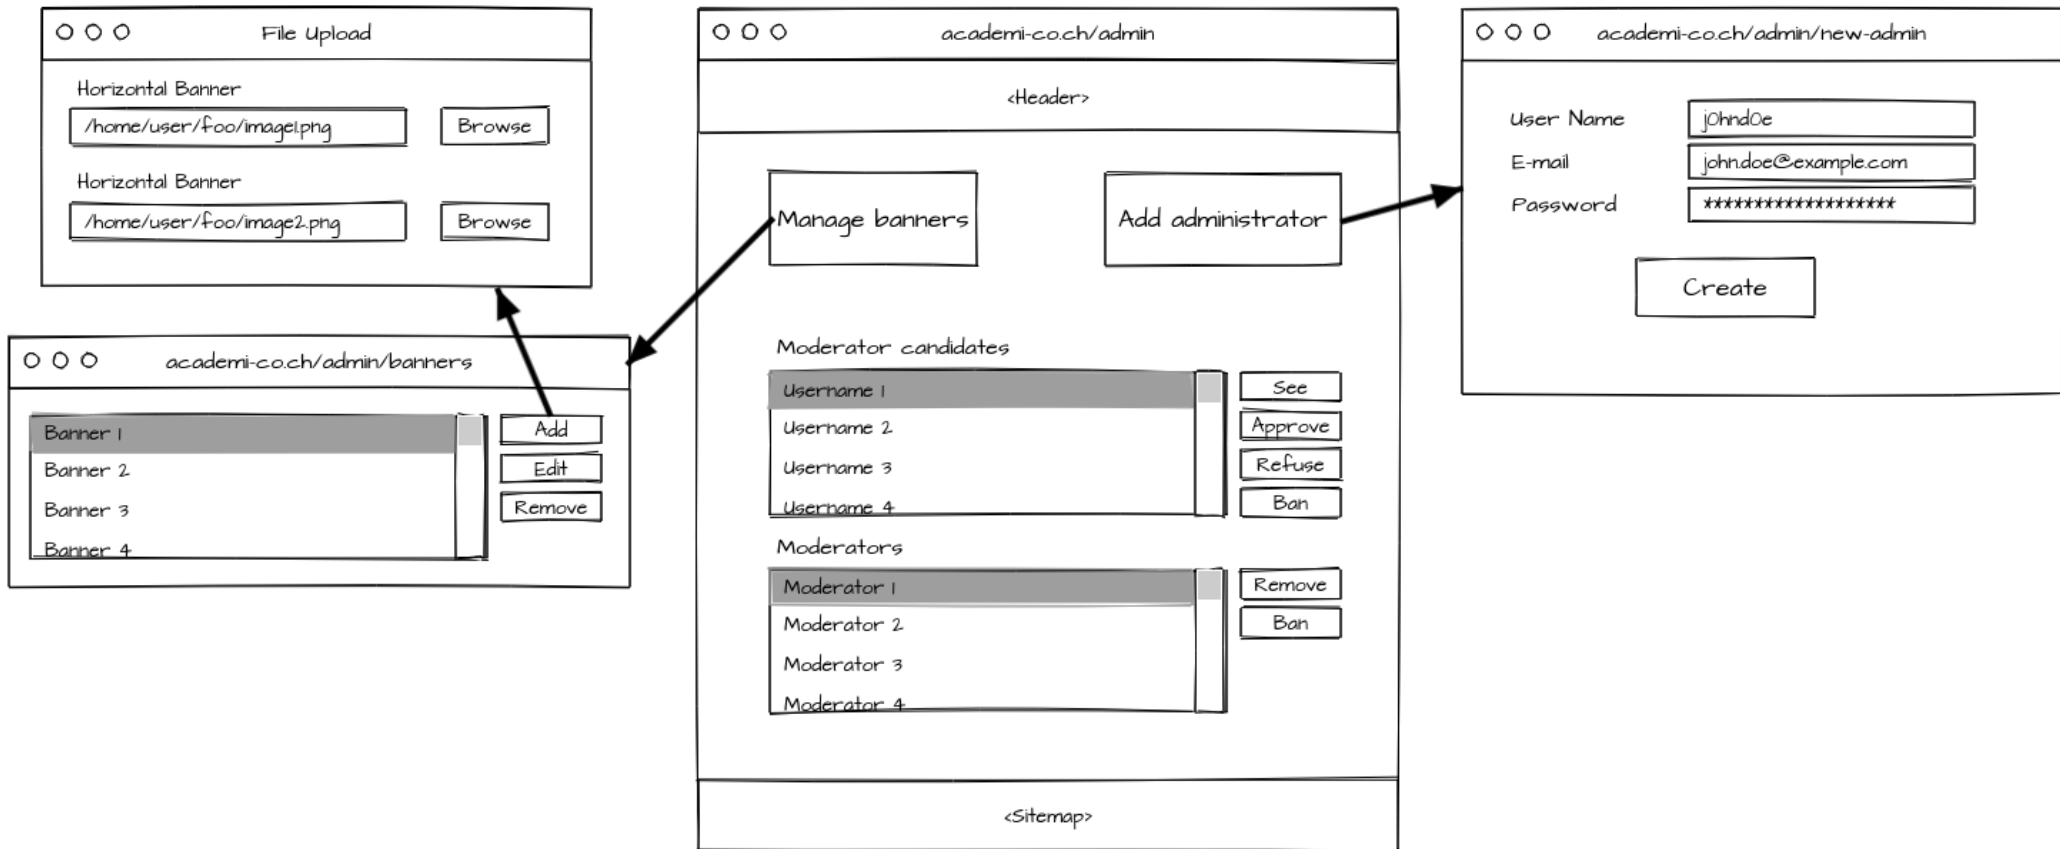 File Upload
Horizontal Banner
/home/user/foo/image1.png
Browse
Horizontal Banner
/home/user/foo/image2.png
Browse
academi-co.ch/admin/banners
Banner 1
Banner 2
Banner 3
Banner 4
Add
Edit
Remove
academi-co.ch/admin
<Header>
Manage banners
Add administrator
Moderator candidates
Username 1
Username 2
Username 3
Username 4
See
Approve
Refuse
Ban
Moderators
Moderator 1
Moderator 2
Moderator 3
Moderator 4
Remove
Ban
<Sitemap>
academi-co.ch/admin/new-admin
User Name
j0hnd0e
E-mail
john.doe@example.com
Password
*******************
Create